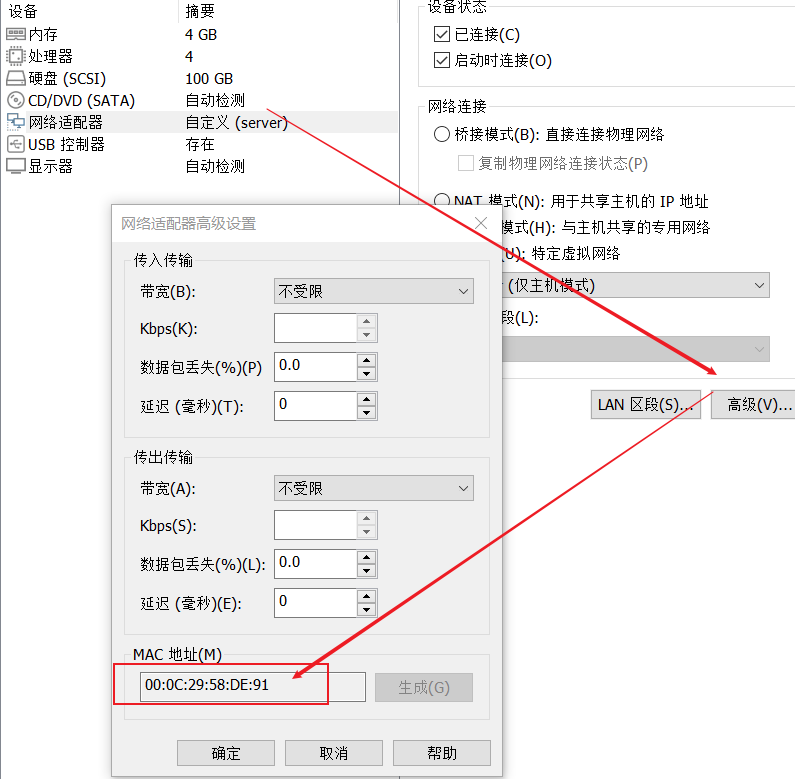 设备 摘要
内存 4 GB
处理器 4
硬盘 (SCSI) 100 GB
CD/DVD (SATA) 自动检测
网络适配器 自定义 (server)
USB 控制器 存在
显示器 自动检测
设备状态
已连接(C)
启动时连接(O)
网络连接
桥接模式(B): 直接连接物理网络
复制物理网络连接状态(P)
NAT 模式(N): 用于共享主机的 IP 地址
模式(H): 与主机共享的专用网络
(U): 特定虚拟网络
(仅主机模式)
段(L):
LAN 区段(S)... 高级(V)...
网络适配器高级设置
传入传输
带宽(B): 不受限
Kbps(K):
数据包丢失(%)(P) 0.0
延迟 (毫秒)(T): 0
传出传输
带宽(A): 不受限
Kbps(S):
数据包丢失(%)(L): 0.0
延迟 (毫秒)(E): 0
MAC 地址(M)
00:0C:29:58:DE:91 生成(G)
确定 取消 帮助